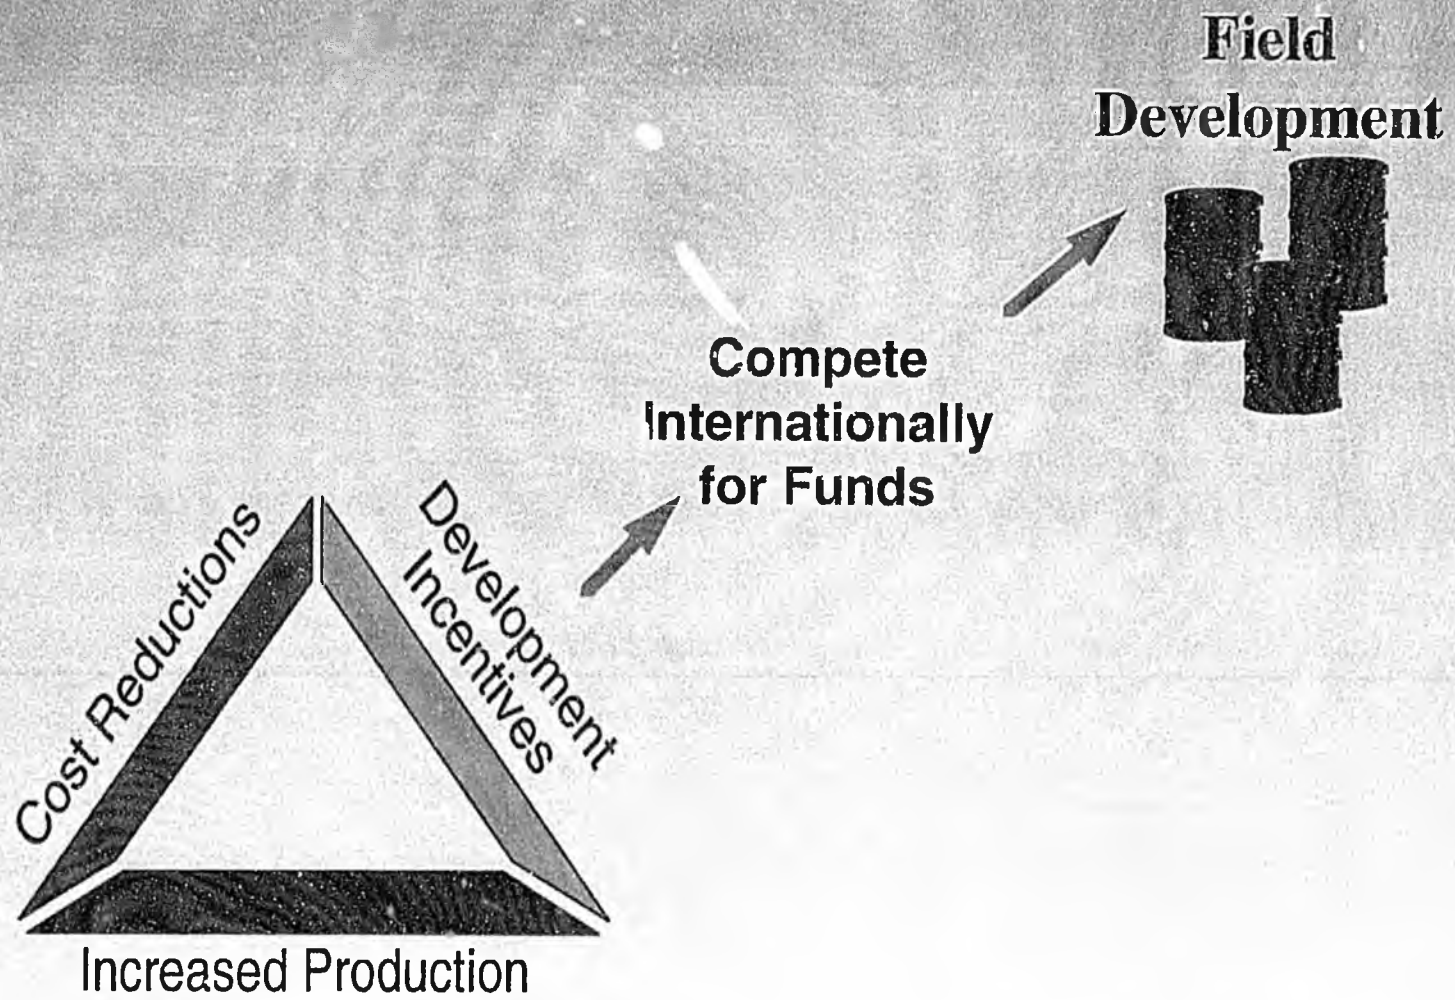 Field
Development
Compete
Internationally
for Funds
Cost Reductions
Development
Incentives
Increased Production